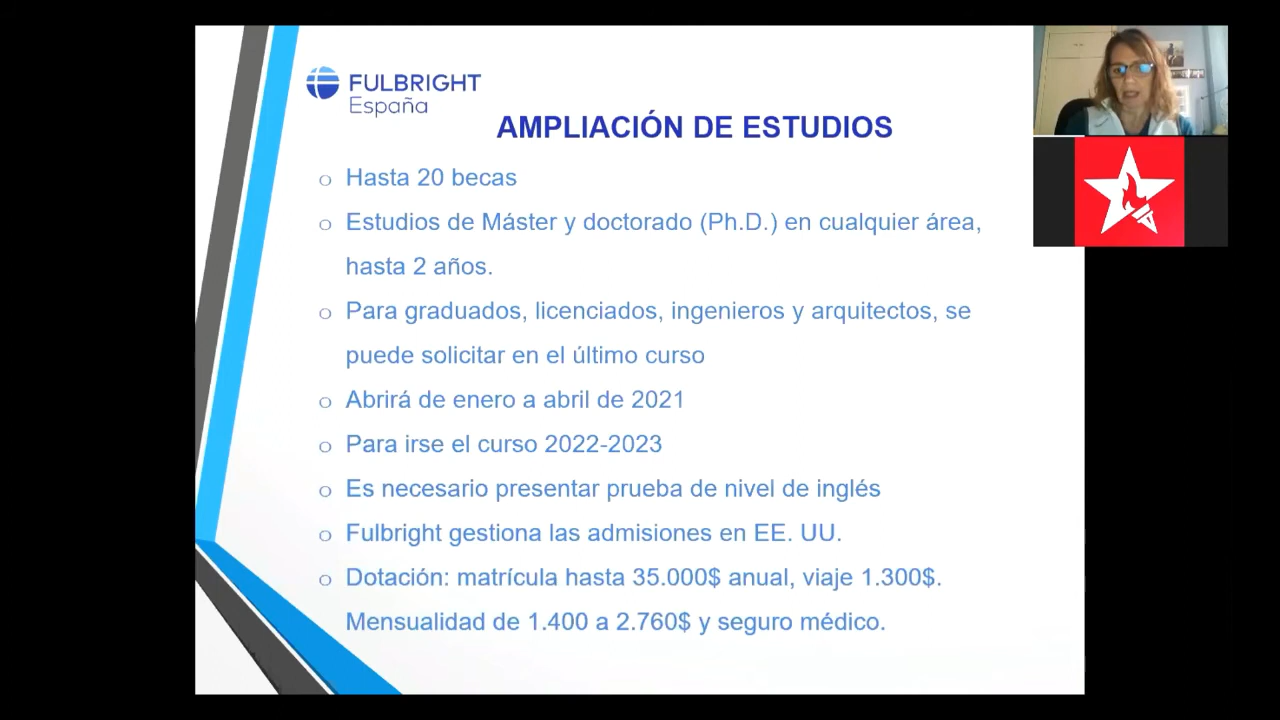 FULBRIGHT
España
AMPLIACIÓN DE ESTUDIOS
o Hasta 20 becas
o Estudios de Máster y doctorado (Ph.D.) en cualquier área,
hasta 2 años.
o Para graduados, licenciados, ingenieros y arquitectos, se
puede solicitar en el último curso
o Abrirá de enero a abril de 2021
o Para irse el curso 2022-2023
o Es necesario presentar prueba de nivel de inglés
o Fulbright gestiona las admisiones en EE. UU.
o Dotación: matrícula hasta 35.000$ anual, viaje 1.300$.
Mensualidad de 1.400 a 2.760$ y seguro médico.